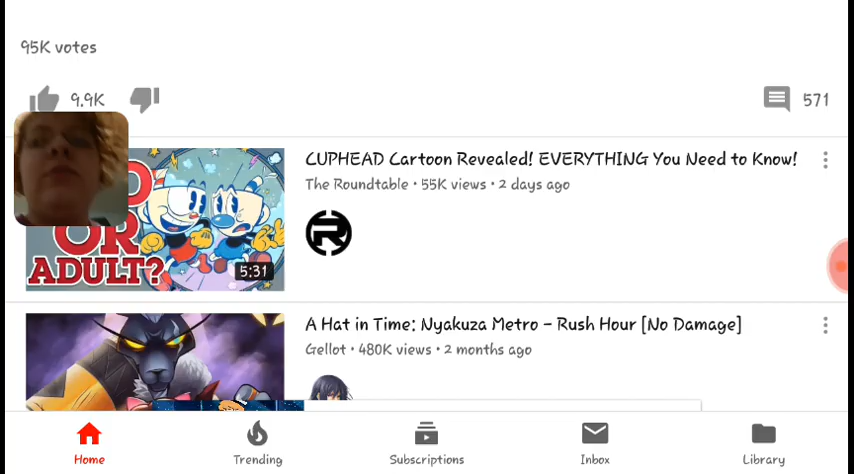 95K votes
9.9K
571
CUPHEAD Cartoon Revealed! EVERYTHING You Need to Know!
The Roundtable • 55K views • 2 days ago
OR
ADULT?
5:31
A Hat in Time: Nyakuza Metro – Rush Hour [No Damage]
Gellot • 480K views • 2 months ago
Home
Trending
Subscriptions
Inbox
Library